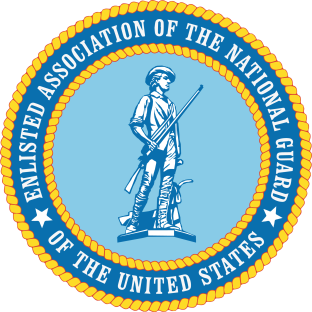 ENLISTED ASSOCIATION OF THE NATIONAL GUARD
OF THE UNITED STATES